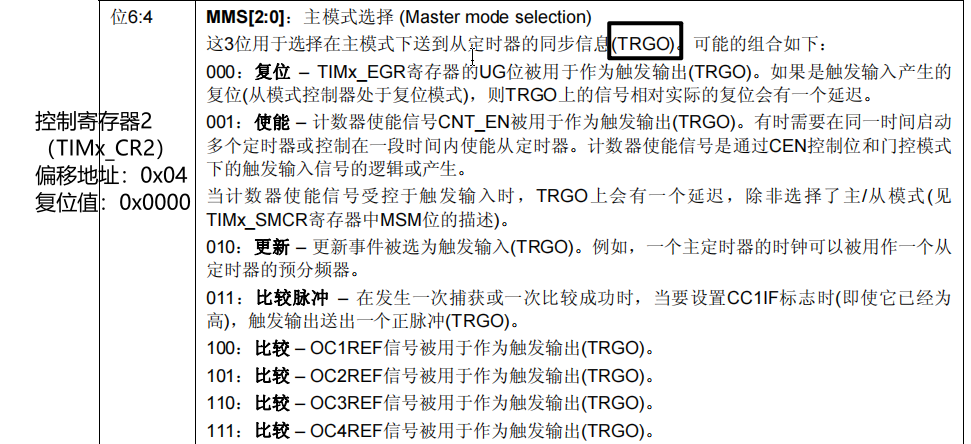 位6:4
MMS[2:0]：主模式选择 (Master mode selection)
这3位用于选择在主模式下送到从定时器的同步信息(TRGO)。可能的组合如下：
000：复位 – TIMx_EGR寄存器的UG位被用于作为触发输出(TRGO)。如果是触发输入产生的
复位(从模式控制器处于复位模式)，则TRGO上的信号相对实际的复位会有一个延迟。
001：使能 – 计数器使能信号CNT_EN被用于作为触发输出(TRGO)。有时需要在同一时间启动
多个定时器或控制在一段时间内使能从定时器。计数器使能信号是通过CEN控制位和门控模式
下的触发输入信号的逻辑或产生。
当计数器使能信号受控于触发输入时，TRGO上会有一个延迟，除非选择了主/从模式(见
TIMx_SMCR寄存器中MSM位的描述)。
010：更新 – 更新事件被选为触发输入(TRGO)。例如，一个主定时器的时钟可以被用作一个从
定时器的预分频器。
011：比较脉冲 – 在发生一次捕获或一次比较成功时，当要设置CC1IF标志时(即使它已经为
高)，触发输出送出一个正脉冲(TRGO)。
100：比较 – OC1REF信号被用于作为触发输出(TRGO)。
101：比较 – OC2REF信号被用于作为触发输出(TRGO)。
110：比较 – OC3REF信号被用于作为触发输出(TRGO)。
111：比较 – OC4REF信号被用于作为触发输出(TRGO)。
控制寄存器2
（TIMx_CR2）
偏移地址：0x04
复位值：0x0000